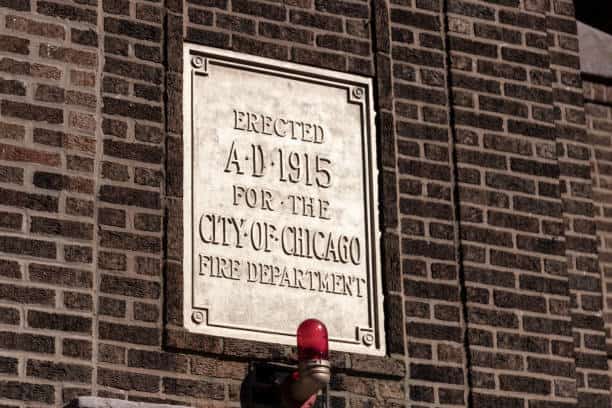 ERECTED
A·D·1915
FOR·THE
CITY·OF·CHICAGO
FIRE DEPARTMENT